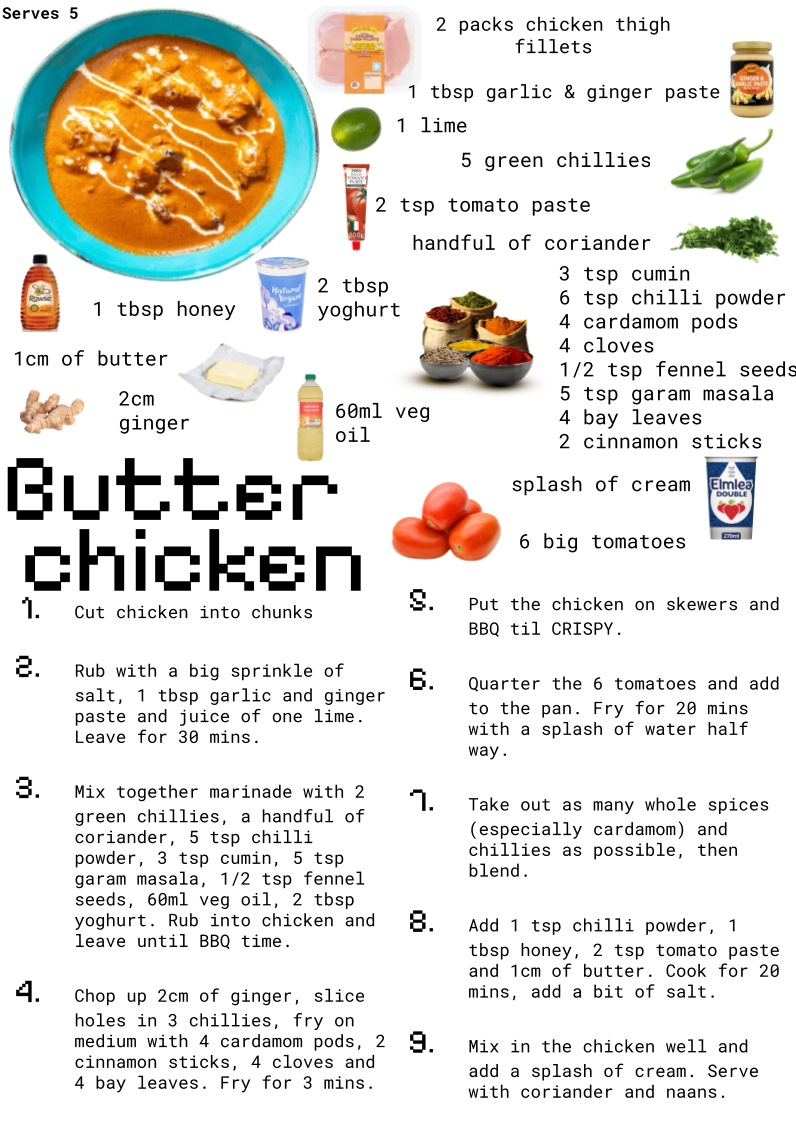 Serves 5
2 packs chicken thigh
fillets
1 tbsp garlic & ginger paste
GINGER &
GARLIC PASTE
1 lime
5 green chillies
2 tsp tomato paste
handful of coriander
3 tsp cumin
6 tsp chilli powder
4 cardamom pods
4 cloves
1/2 tsp fennel seeds
5 tsp garam masala
4 bay leaves
2 cinnamon sticks
Rowse
1 tbsp honey
Natural
Yogurt
2 tbsp
yoghurt
1cm of butter
2cm
ginger
60ml veg
oil
splash of cream
Elmlea
DOUBLE
270ml
6 big tomatoes
Butter
chicken
1. Cut chicken into chunks
2. Rub with a big sprinkle of
salt, 1 tbsp garlic and ginger
paste and juice of one lime.
Leave for 30 mins.
3. Mix together marinade with 2
green chillies, a handful of
coriander, 5 tsp chilli
powder, 3 tsp cumin, 5 tsp
garam masala, 1/2 tsp fennel
seeds, 60ml veg oil, 2 tbsp
yoghurt. Rub into chicken and
leave until BBQ time.
4. Chop up 2cm of ginger, slice
holes in 3 chillies, fry on
medium with 4 cardamom pods, 2
cinnamon sticks, 4 cloves and
4 bay leaves. Fry for 3 mins.
5. Put the chicken on skewers and
BBQ til CRISPY.
6. Quarter the 6 tomatoes and add
to the pan. Fry for 20 mins
with a splash of water half
way.
7. Take out as many whole spices
(especially cardamom) and
chillies as possible, then
blend.
8. Add 1 tsp chilli powder, 1
tbsp honey, 2 tsp tomato paste
and 1cm of butter. Cook for 20
mins, add a bit of salt.
9. Mix in the chicken well and
add a splash of cream. Serve
with coriander and naans.